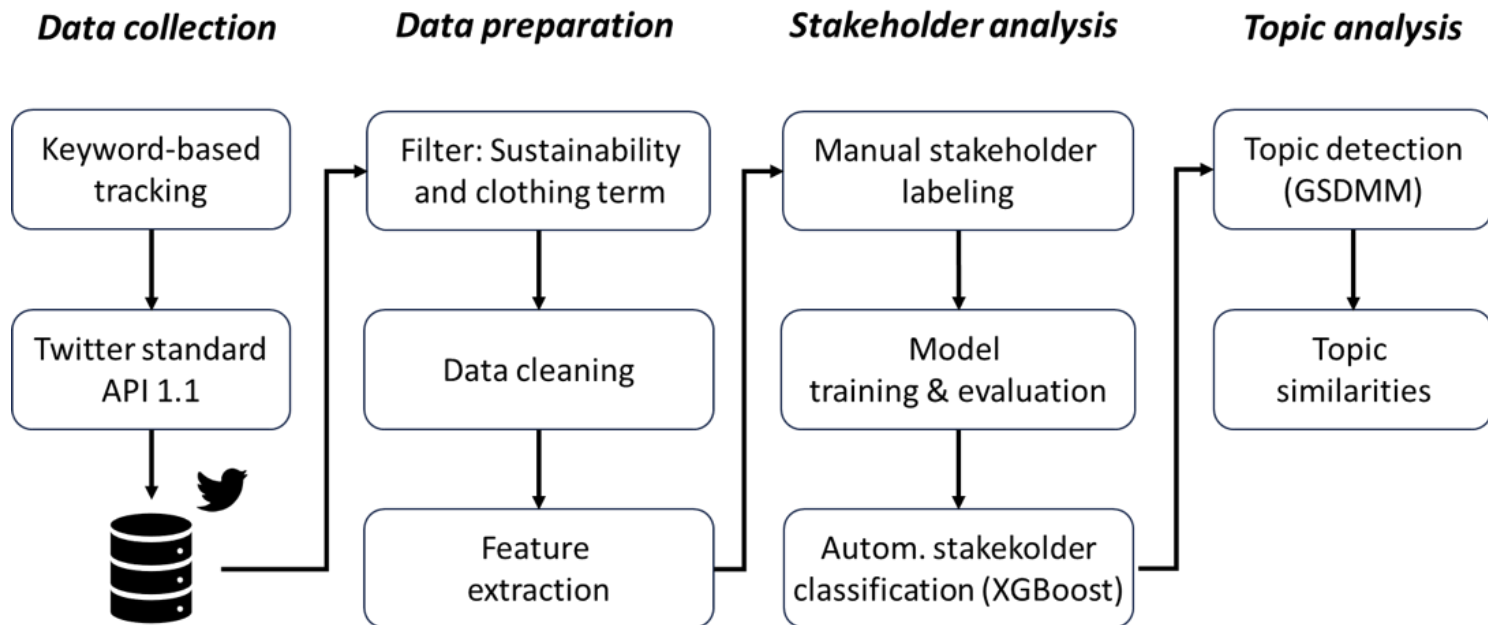 Data collection
Keyword-based
tracking
Twitter standard
API 1.1
Data preparation
Filter: Sustainability
and clothing term
Data cleaning
Feature
extraction
Stakeholder analysis
Manual stakeholder
labeling
Model
training & evaluation
Autom. stakekolder
classification (XGBoost)
Topic analysis
Topic detection
(GSDMM)
Topic
similarities